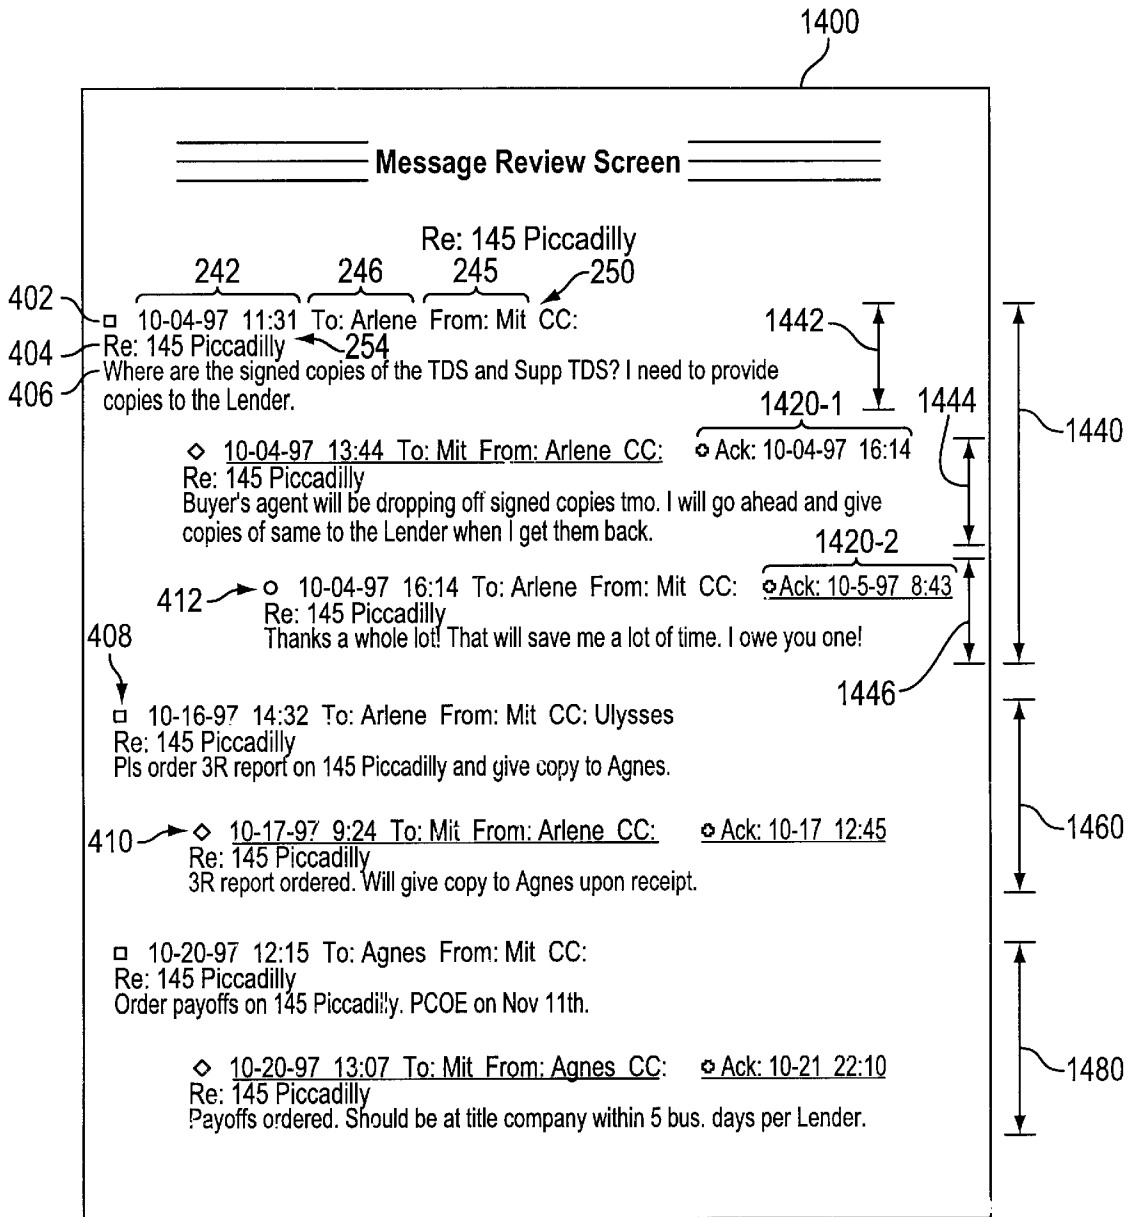 1400
Message Review Screen
Re: 145 Piccadilly
242 246 245 250
402 10-04-97 11:31 To: Arlene From: Mit CC: 1442
404 Re: 145 Piccadilly 254
406 Where are the signed copies of the TDS and Supp TDS? I need to provide
copies to the Lender.
1420-1 1444 1440
10-04-97 13:44 To: Mit From: Arlene CC: Ack: 10-04-97 16:14
Re: 145 Piccadilly
Buyer's agent will be dropping off signed copies tmo. I will go ahead and give
copies of same to the Lender when I get them back.
1420-2
412 10-04-97 16:14 To: Arlene From: Mit CC: Ack: 10-5-97 8:43
Re: 145 Piccadilly
Thanks a whole lot! That will save me a lot of time. I owe you one!
408 1446
10-16-97 14:32 To: Arlene From: Mit CC: Ulysses
Re: 145 Piccadilly
Pls order 3R report on 145 Piccadilly and give copy to Agnes.
410 10-17-97 9:24 To: Mit From: Arlene CC: Ack: 10-17 12:45 1460
Re: 145 Piccadilly
3R report ordered. Will give copy to Agnes upon receipt.
10-20-97 12:15 To: Agnes From: Mit CC:
Re: 145 Piccadilly
Order payoffs on 145 Piccadilly. PCOE on Nov 11th.
10-20-97 13:07 To: Mit From: Agnes CC: Ack: 10-21 22:10 1480
Re: 145 Piccadilly
Payoffs ordered. Should be at title company within 5 bus. days per Lender.